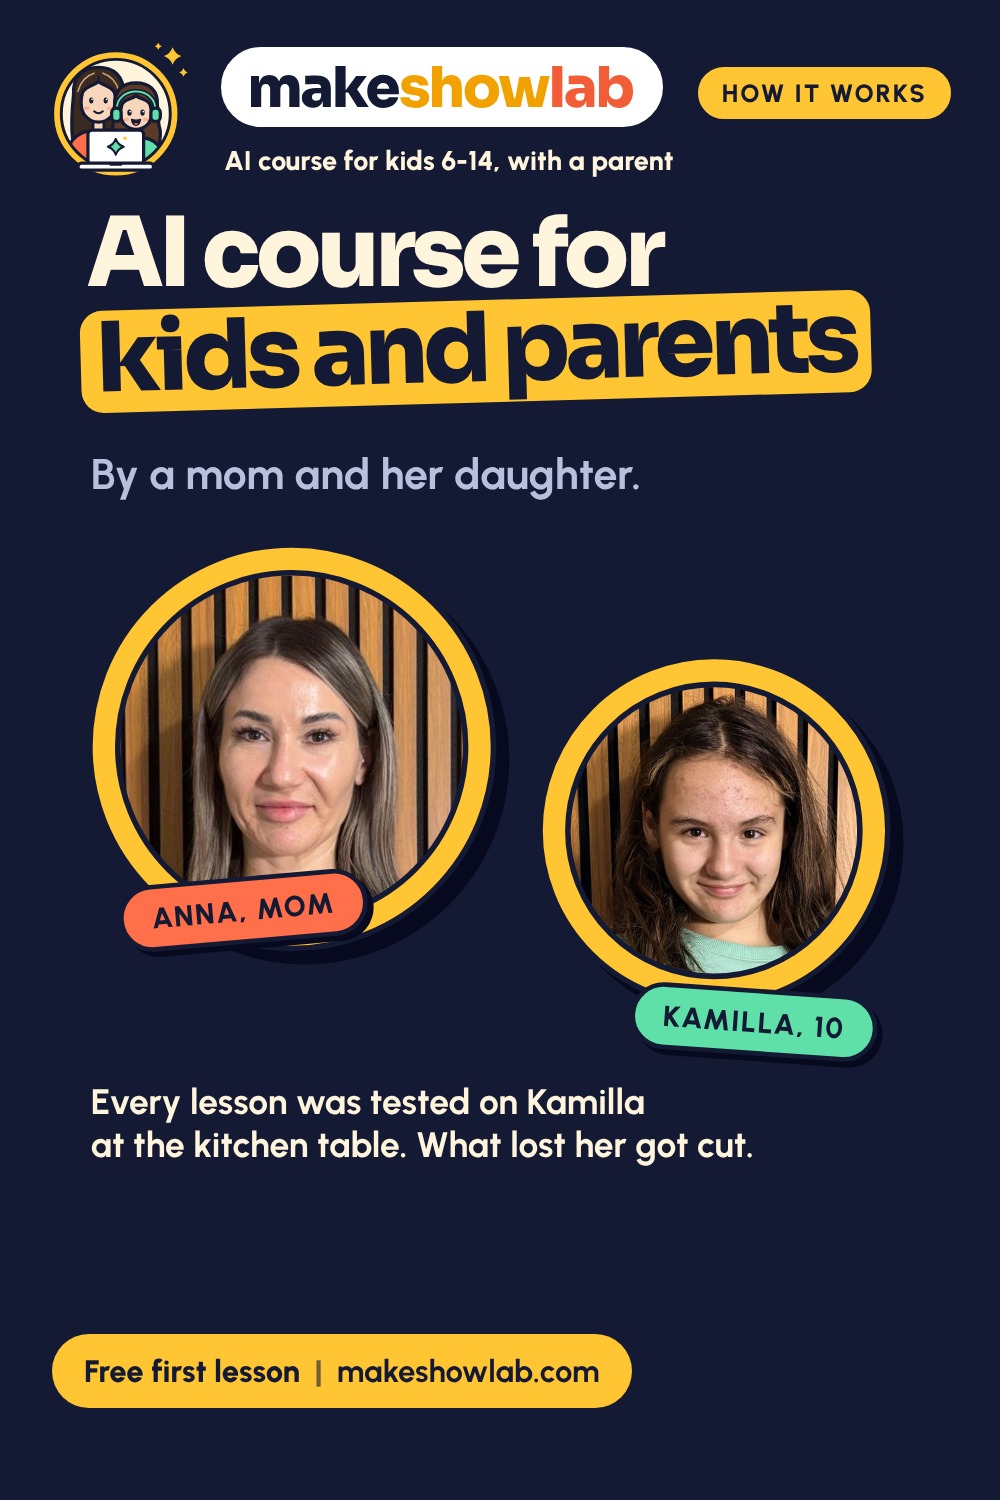 makeshowlab
HOW IT WORKS
AI course for kids 6-14, with a parent
AI course for
kids and parents
By a mom and her daughter.
ANNA, MOM
KAMILLA, 10
Every lesson was tested on Kamilla
at the kitchen table. What lost her got cut.
Free first lesson | makeshowlab.com